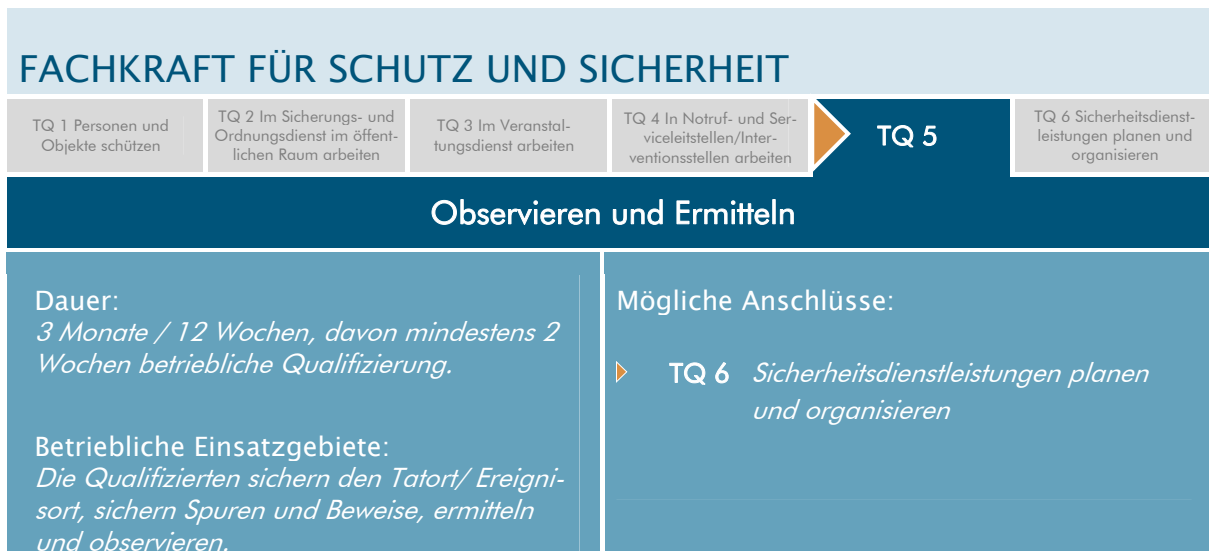 FACHKRAFT FÜR SCHUTZ UND SICHERHEIT
TQ 1 Personen und
Objekte schützen
TQ 2 Im Sicherungs- und
Ordnungsdienst im öffent-
lichen Raum arbeiten
TQ 3 Im Veranstal-
tungsdienst arbeiten
TQ 4 In Notruf- und Ser-
viceleitstellen/Inter-
ventionsstellen arbeiten
TQ 5
TQ 6 Sicherheitsdienst-
leistungen planen und
organisieren
Observieren und Ermitteln
Dauer:
3 Monate / 12 Wochen, davon mindestens 2
Wochen betriebliche Qualifizierung.
Betriebliche Einsatzgebiete:
Die Qualifizierten sichern den Tatort/ Ereigni-
sort, sichern Spuren und Beweise, ermitteln
und observieren.
Mögliche Anschlüsse:
TQ 6 Sicherheitsdienstleistungen planen
und organisieren